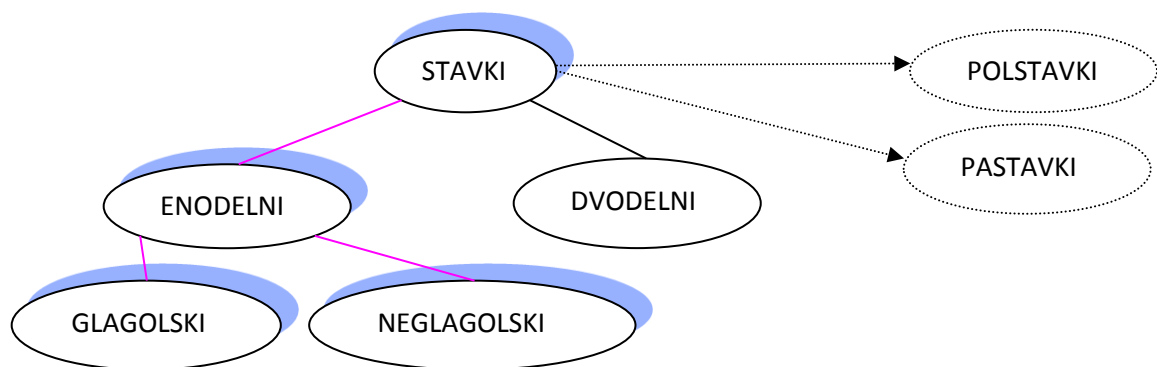 STAVKI
POLSTAVKI
PASTAVKI
ENODELNI
DVODELNI
GLAGOLSKI
NEGLAGOLSKI